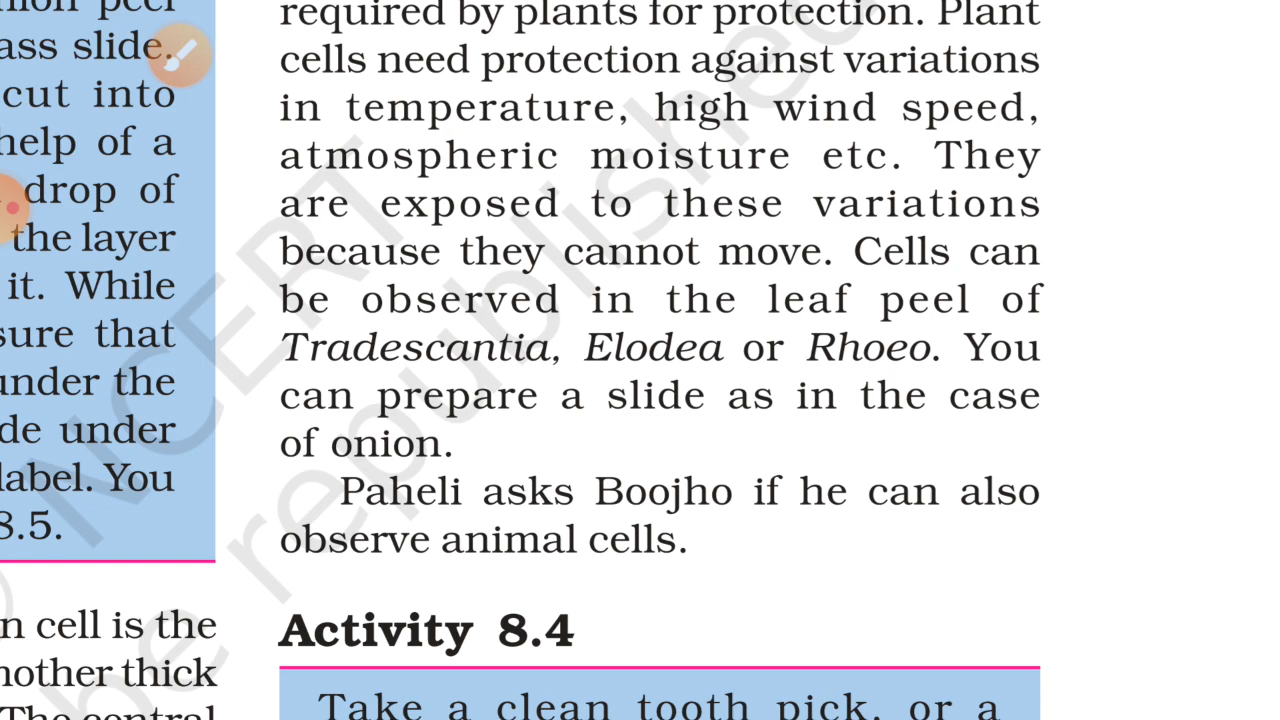 ass slide.
cut into
help of a
drop of
the layer
it. While
sure that
under the
de under
label. You
8.5.
n cell is the
nother thick
The central
required by plants for protection. Plant
cells need protection against variations
in temperature, high wind speed,
atmospheric moisture etc. They
are exposed to these variations
because they cannot move. Cells can
be observed in the leaf peel of
Tradescantia, Elodea or Rhoeo. You
can prepare a slide as in the case
of onion.
Paheli asks Boojho if he can also
observe animal cells.
Activity 8.4
Take a clean tooth pick, or a
© NCERT
be republished